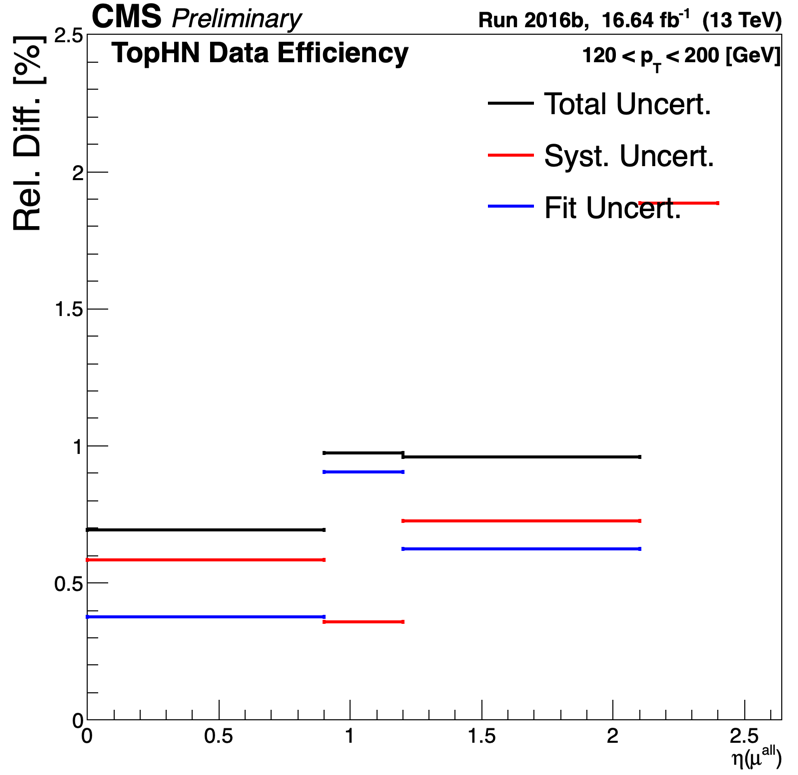 CMS Preliminary
Run 2016b, 16.64 fb⁻¹ (13 TeV)
TopHN Data Efficiency
120 < p_T < 200 [GeV]
Total Uncert.
Syst. Uncert.
Fit Uncert.
Rel. Diff. [%]
2.5
2
1.5
1
0.5
0
0 0.5 1 1.5 2 2.5
η(μ^all)